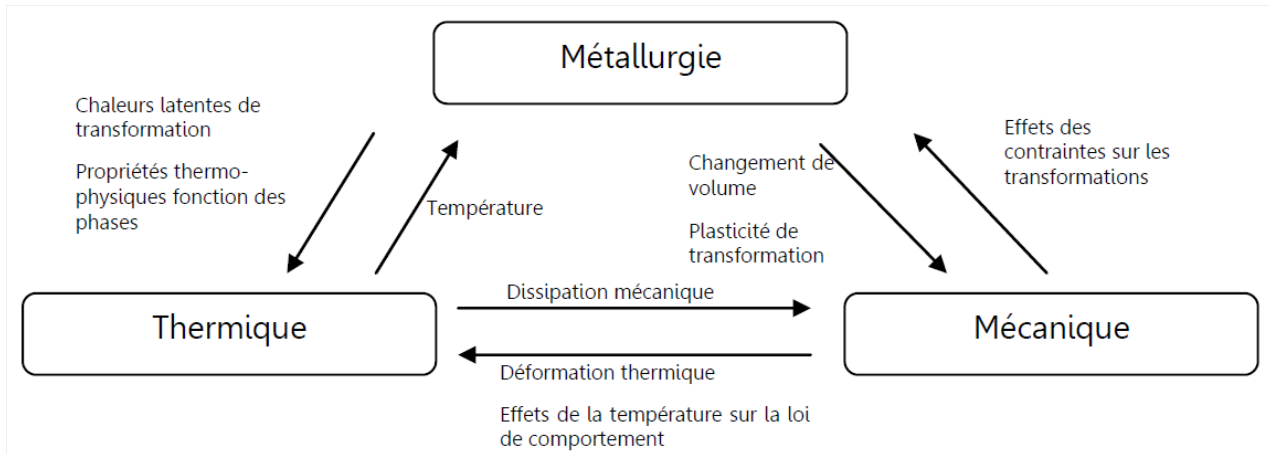 Métallurgie
Chaleurs latentes de
transformation
Propriétés thermo-
physiques fonction des
phases
Température
Changement de
volume
Plasticité de
transformation
Effets des
contraintes sur les
transformations
Thermique
Dissipation mécanique
Mécanique
Déformation thermique
Effets de la température sur la loi
de comportement